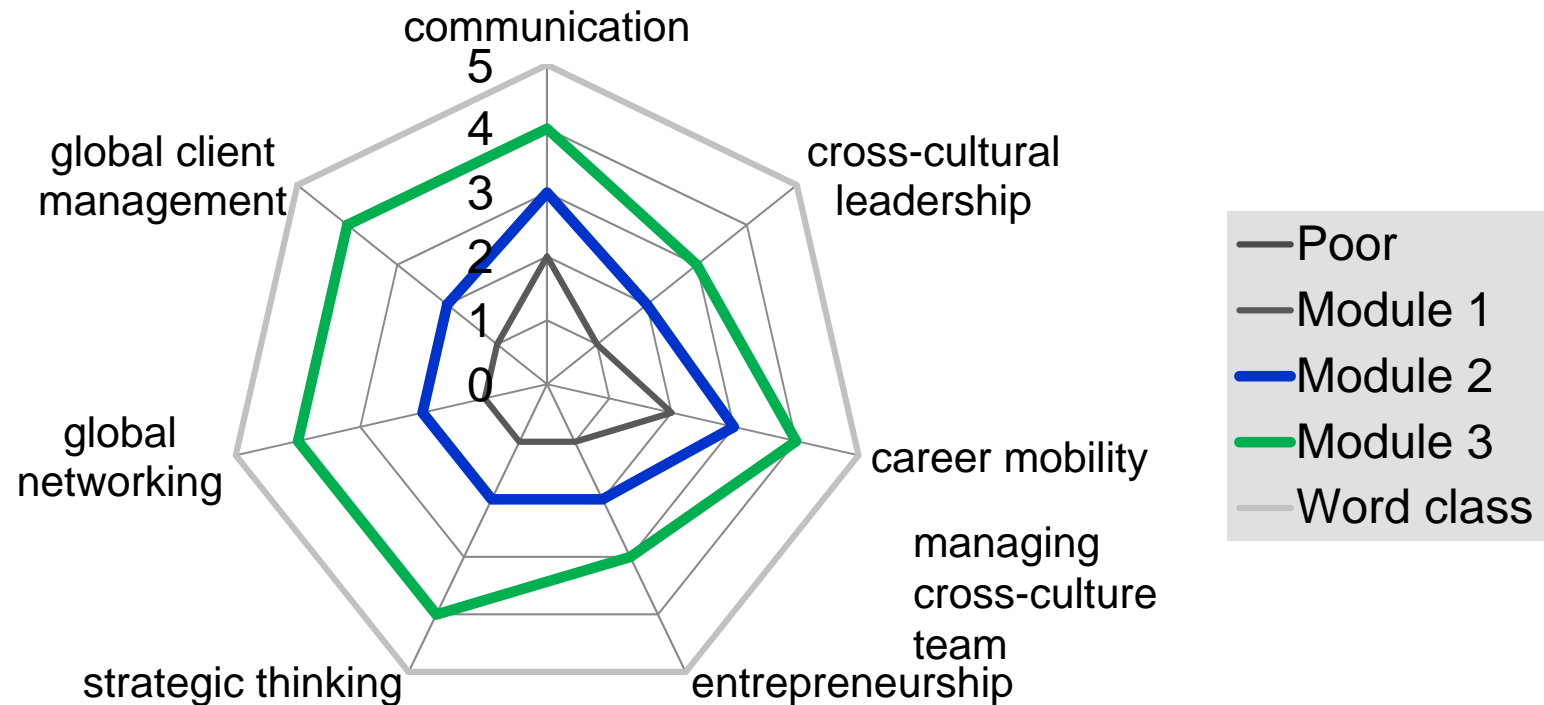 communication
5
4
3
2
1
0
cross-cultural
leadership
career mobility
managing
cross-culture
team
entrepreneurship
strategic thinking
global
networking
global client
management
Poor
Module 1
Module 2
Module 3
Word class